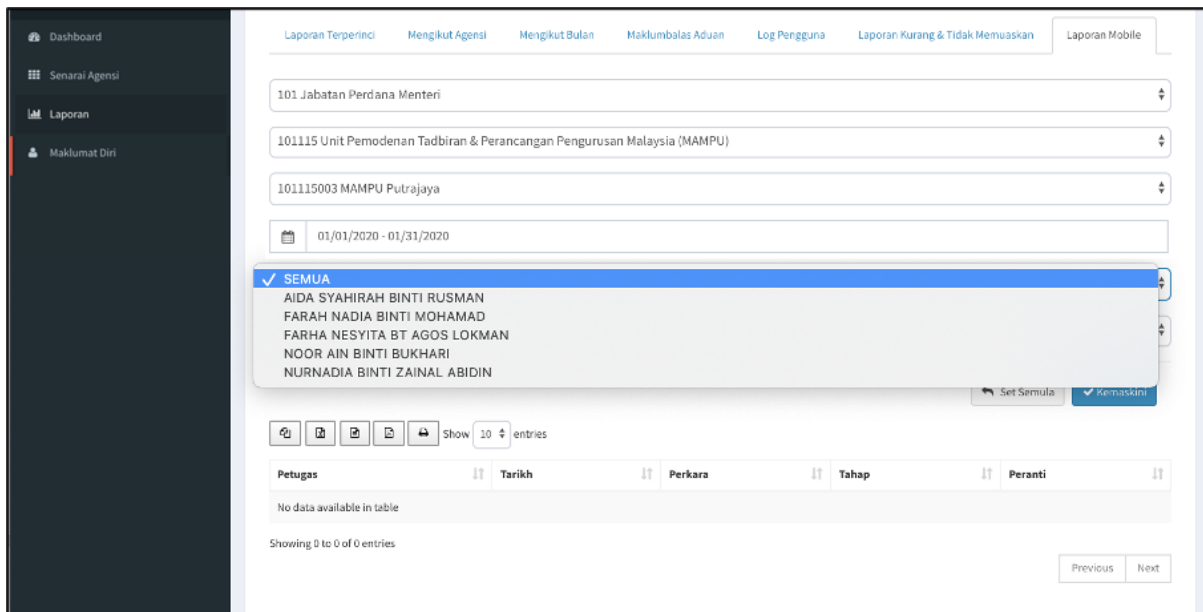 Dashboard
Senarai Agensi
Laporan
Maklumat Diri
Laporan Terperinci Mengikut Agensi Mengikut Bulan Maklumbalas Aduan Log Pengguna Laporan Kurang & Tidak Memuaskan Laporan Mobile
101 Jabatan Perdana Menteri
101115 Unit Pemodenan Tadbiran & Perancangan Pengurusan Malaysia (MAMPU)
101115003 MAMPU Putrajaya
01/01/2020 - 01/31/2020
SEMUA
AIDA SYAHIRAH BINTI RUSMAN
FARAH NADIA BINTI MOHAMAD
FARHA NESYITA BT AGOS LOKMAN
NOOR AIN BINTI BUKHARI
NURNADIA BINTI ZAINAL ABIDIN
Set Semula Kemaskini
Show 10 entries
Petugas Tarikh Perkara Tahap Peranti
No data available in table
Showing 0 to 0 of 0 entries
Previous Next